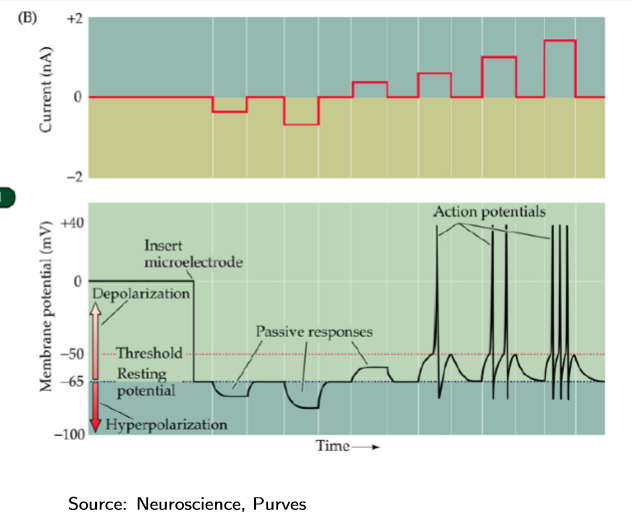 (B)
+2
Current (nA)
0
−2
+40
Action potentials
Insert
microelectrode
Membrane potential (mV)
0
Depolarization
Passive responses
−50
Threshold
Resting
−65
potential
Hyperpolarization
−100
Time
Source: Neuroscience, Purves